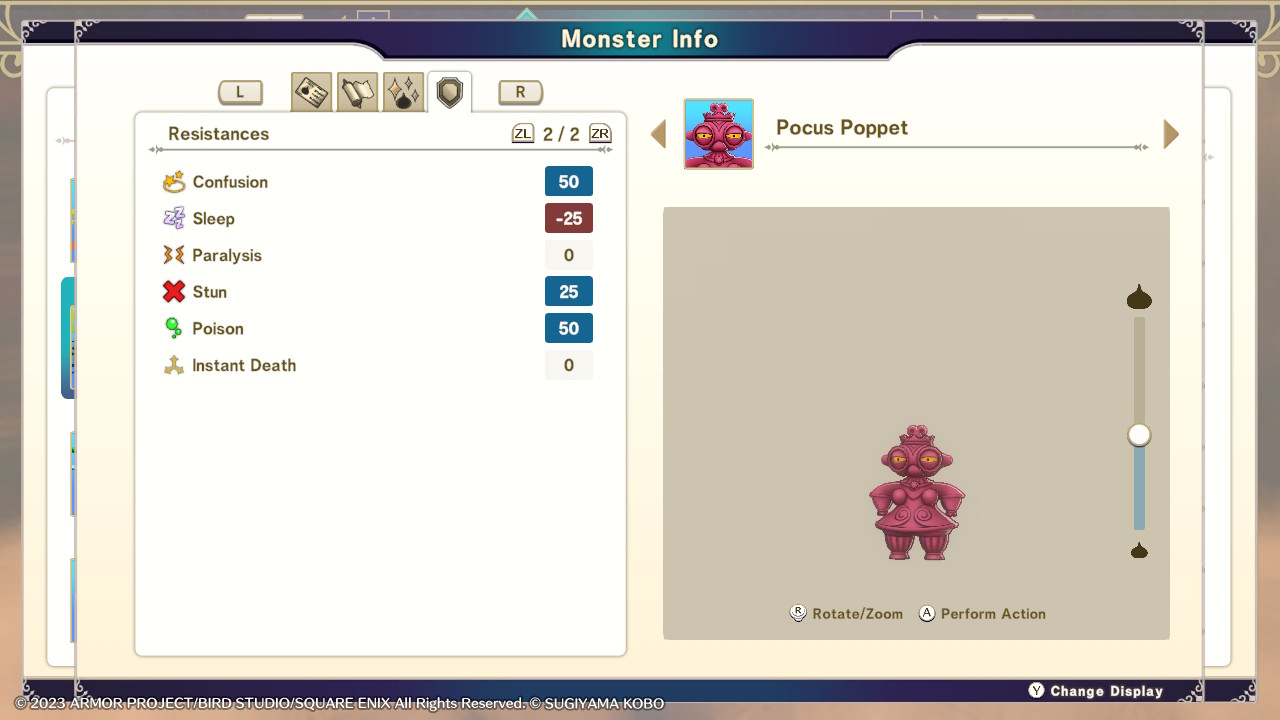 Monster Info
L
R
Resistances ZL 2 / 2 ZR
Confusion 50
Sleep -25
Paralysis 0
Stun 25
Poison 50
Instant Death 0
Pocus Poppet
R Rotate/Zoom A Perform Action
Y Change Display
© 2023 ARMOR PROJECT/BIRD STUDIO/SQUARE ENIX All Rights Reserved. © SUGIYAMA KOBO